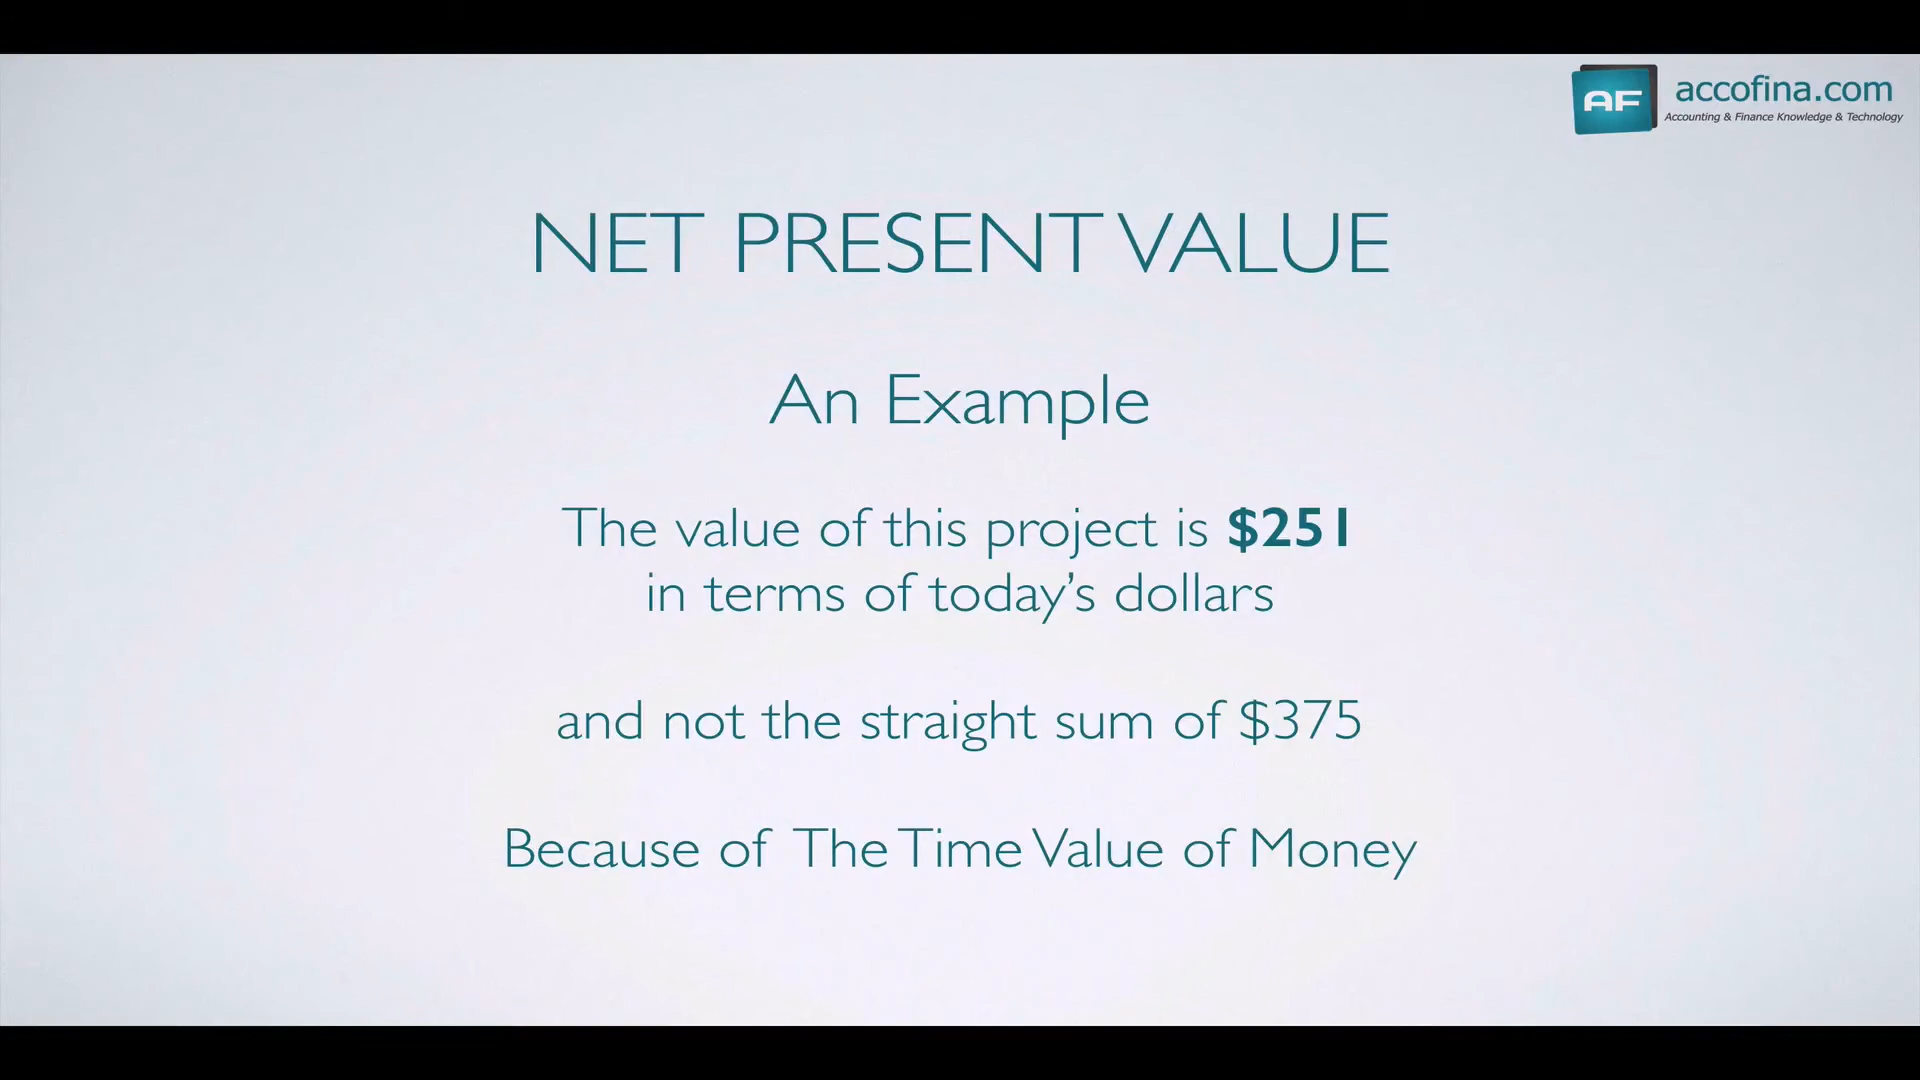 AF
accofina.com
Accounting & Finance Knowledge & Technology
NET PRESENT VALUE
An Example
The value of this project is $251
in terms of today’s dollars
and not the straight sum of $375
Because of The Time Value of Money